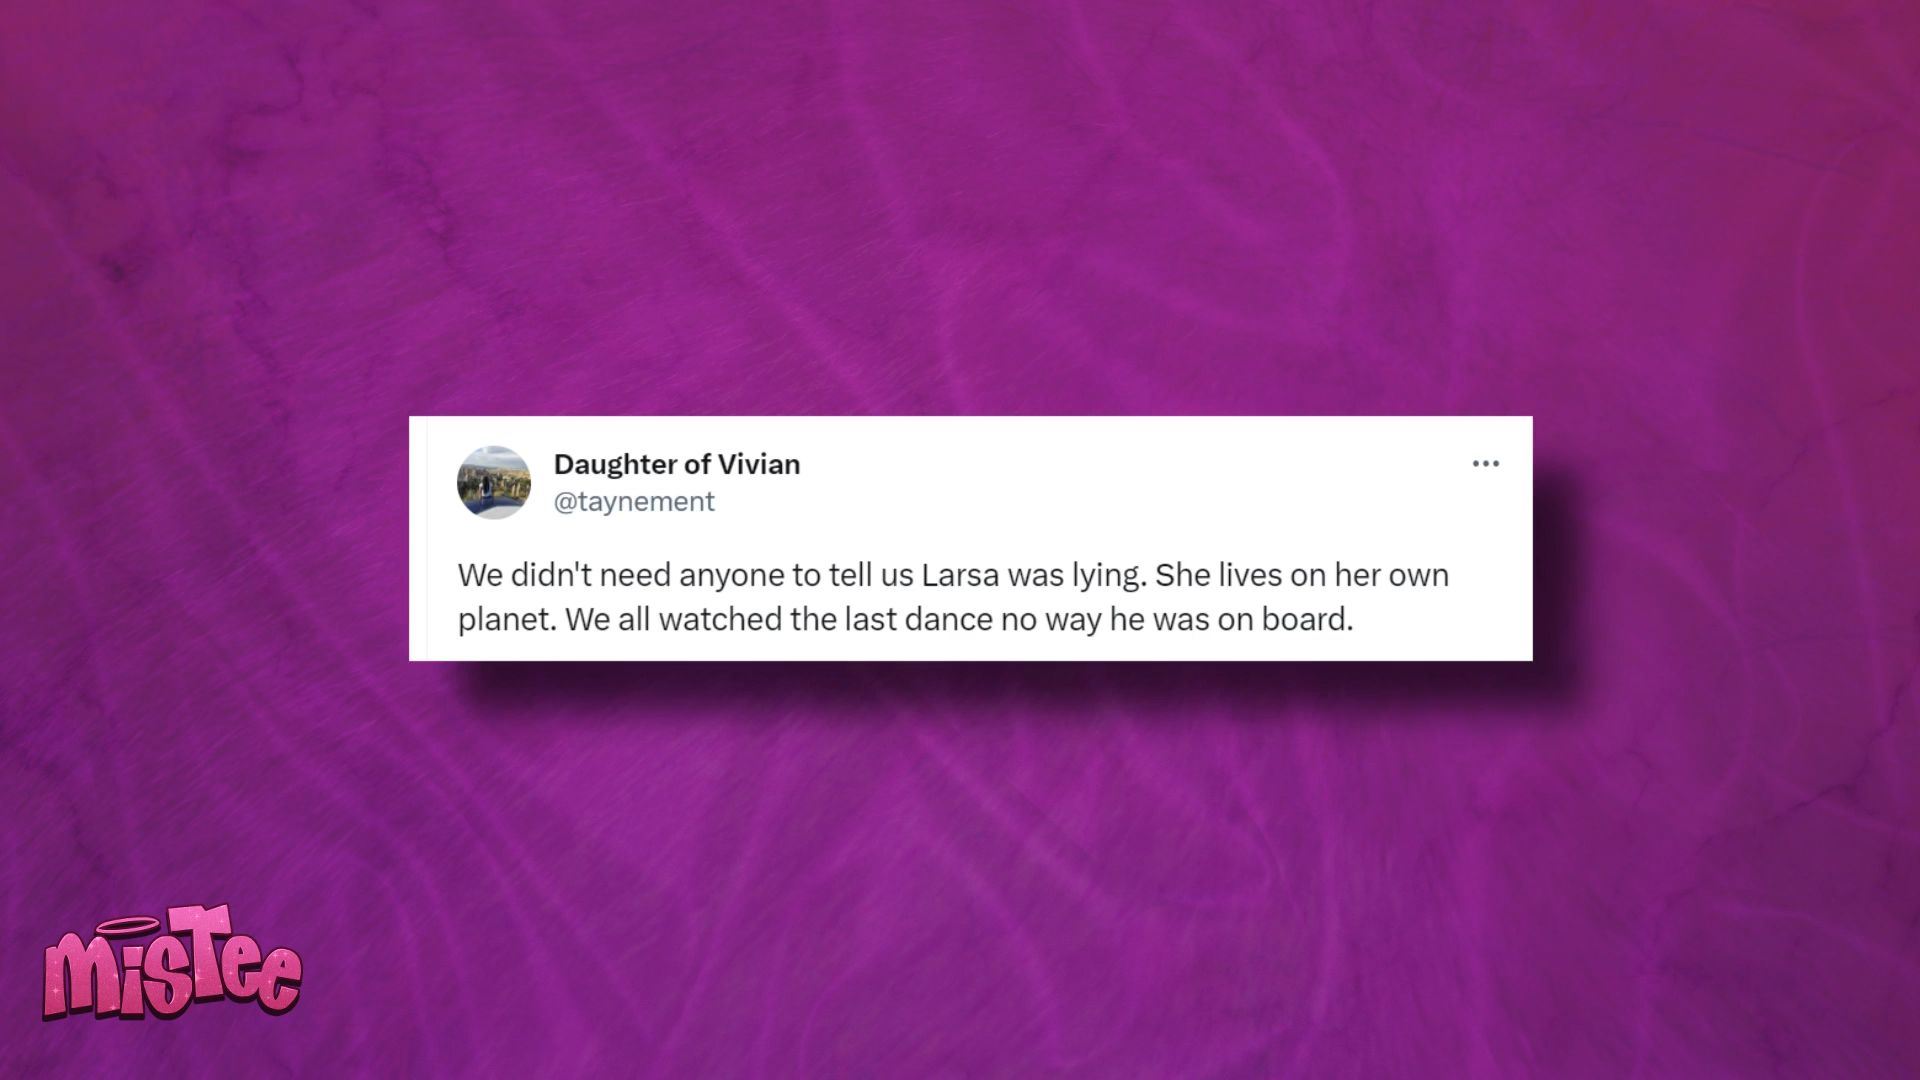 Daughter of Vivian
@taynement
We didn't need anyone to tell us Larsa was lying. She lives on her own
planet. We all watched the last dance no way he was on board.
misTee